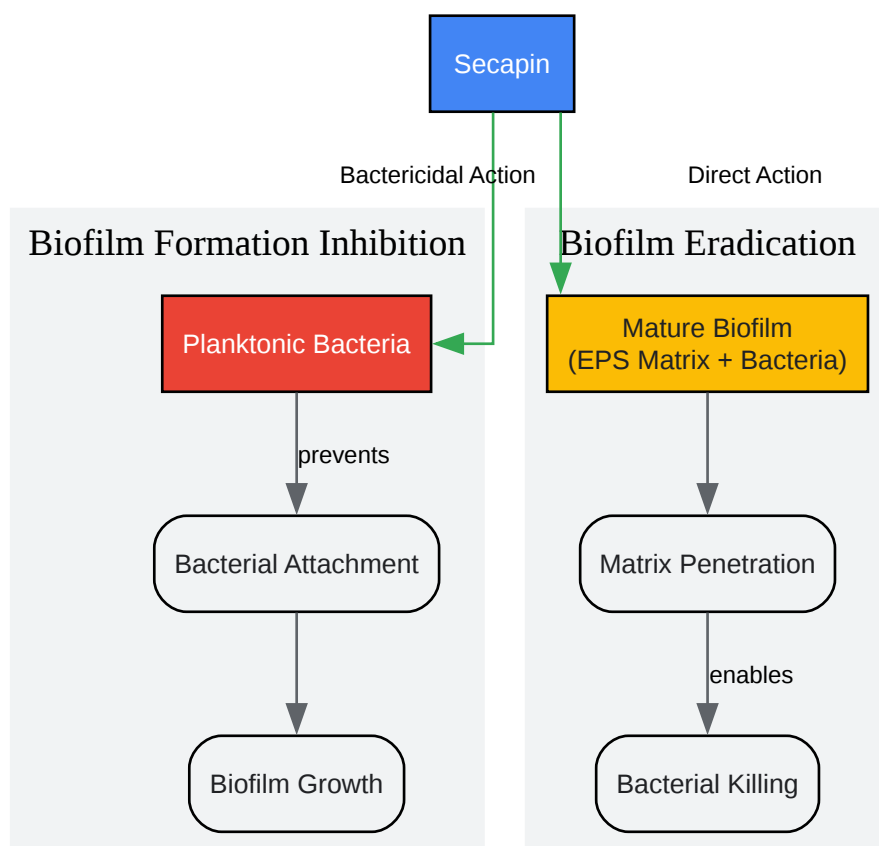 Secapin
Bactericidal Action
Direct Action
Biofilm Formation Inhibition
Biofilm Eradication
Planktonic Bacteria
Mature Biofilm
(EPS Matrix + Bacteria)
prevents
Bacterial Attachment
Matrix Penetration
enables
Biofilm Growth
Bacterial Killing